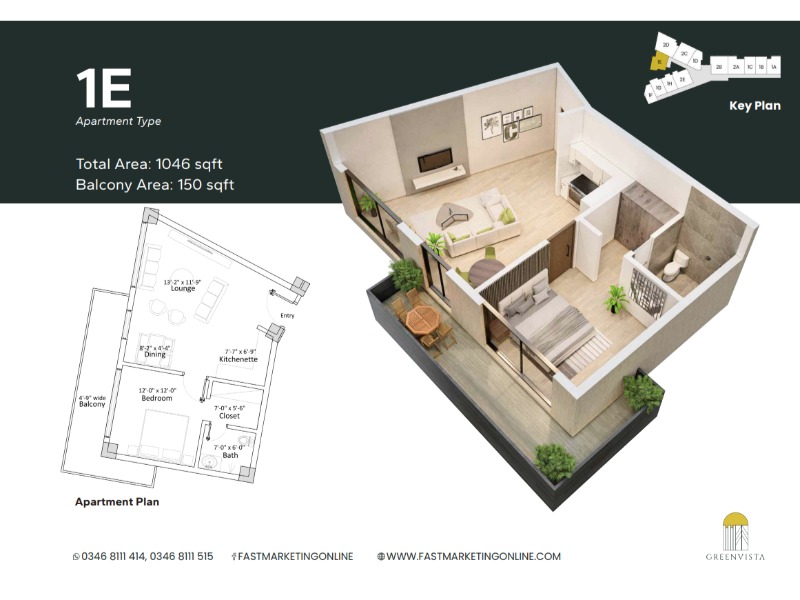 1E
Apartment Type
Total Area: 1046 sqft
Balcony Area: 150 sqft
2D
2C
1D
1E
2B
2A
1C
1B
1A
2E
1H
1G
1F
Key Plan
13'-2" x 11'-9"
Lounge
Entry
8'-2" x 4'-4"
Dining
7'-7" x 6'-9"
Kitchenette
12'-0" x 12'-0"
Bedroom
4'-9" wide
Balcony
7'-0" x 5'-6"
Closet
7'-0" x 6'-0"
Bath
Apartment Plan
0346 8111 414, 0346 8111 515
FASTMARKETINGONLINE
WWW.FASTMARKETINGONLINE.COM
GREENVISTA